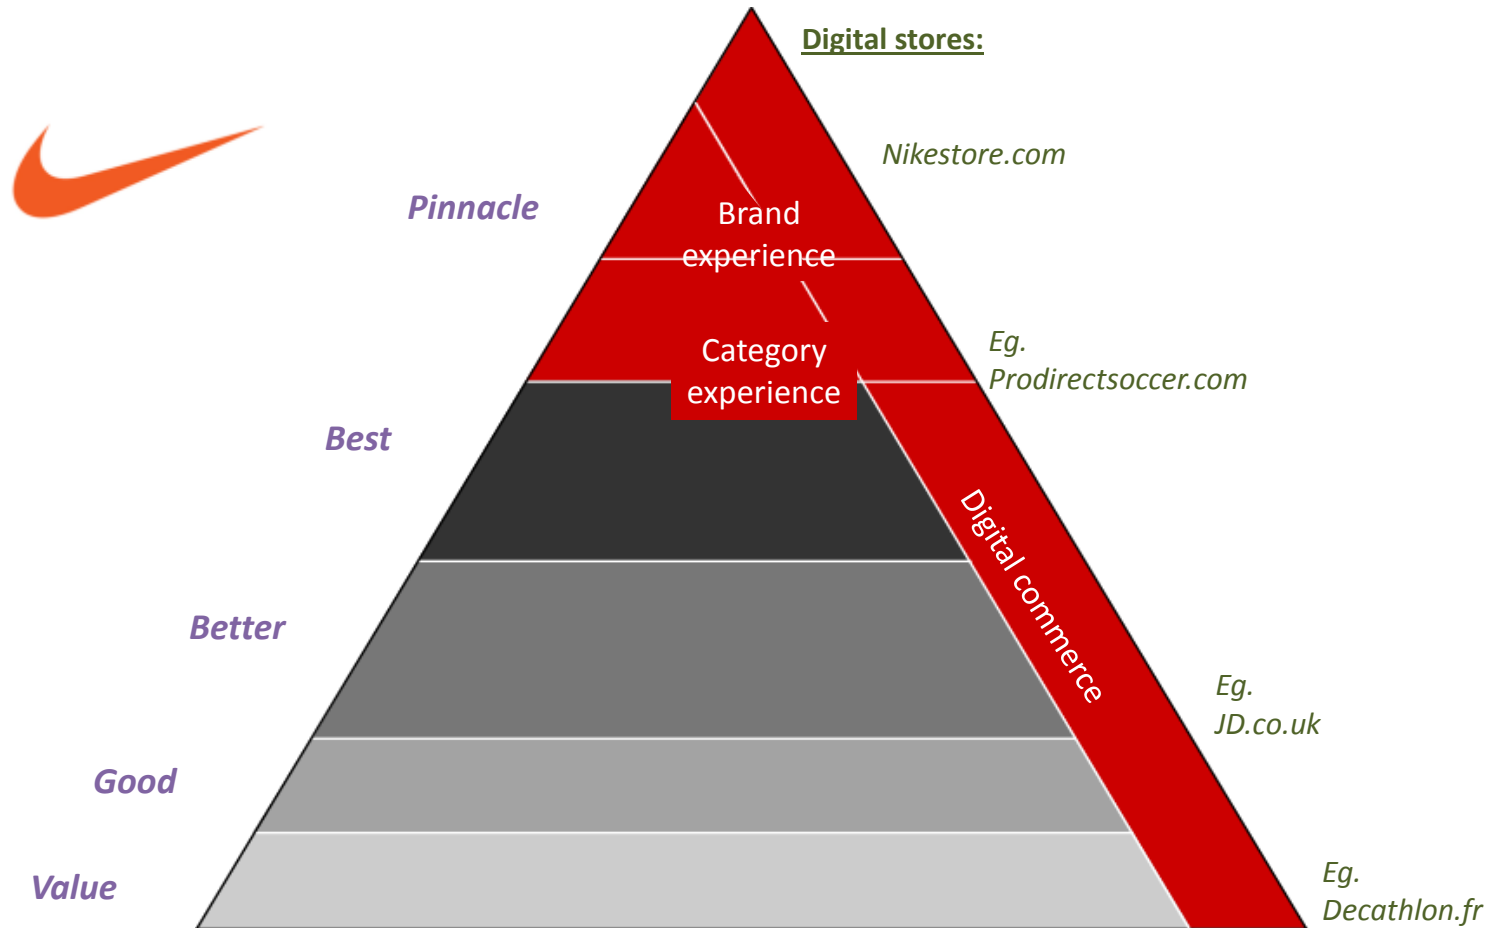 Digital stores:
Nikestore.com
Pinnacle
Brand
experience
Eg.
Prodirectsoccer.com
Category
experience
Best
Digital commerce
Better
Eg.
JD.co.uk
Good
Eg.
Decathlon.fr
Value